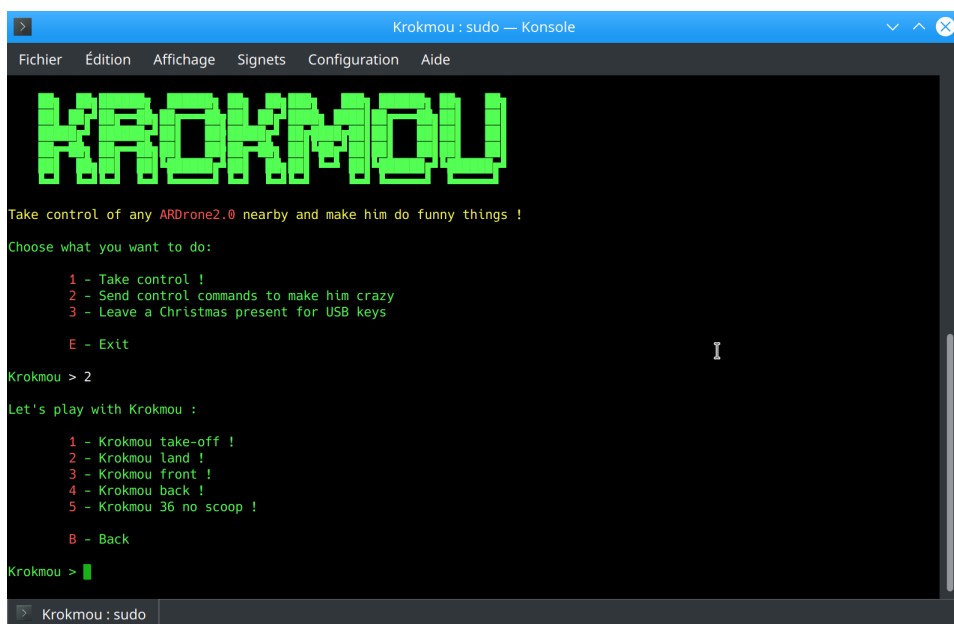 Krokmou : sudo — Konsole
Fichier Édition Affichage Signets Configuration Aide
KROKMOU
Take control of any ARDrone2.0 nearby and make him do funny things !
Choose what you want to do:
1 - Take control !
2 - Send control commands to make him crazy
3 - Leave a Christmas present for USB keys
E - Exit
Krokmou > 2
Let's play with Krokmou :
1 - Krokmou take-off !
2 - Krokmou land !
3 - Krokmou front !
4 - Krokmou back !
5 - Krokmou 36 no scoop !
B - Back
Krokmou >
Krokmou : sudo